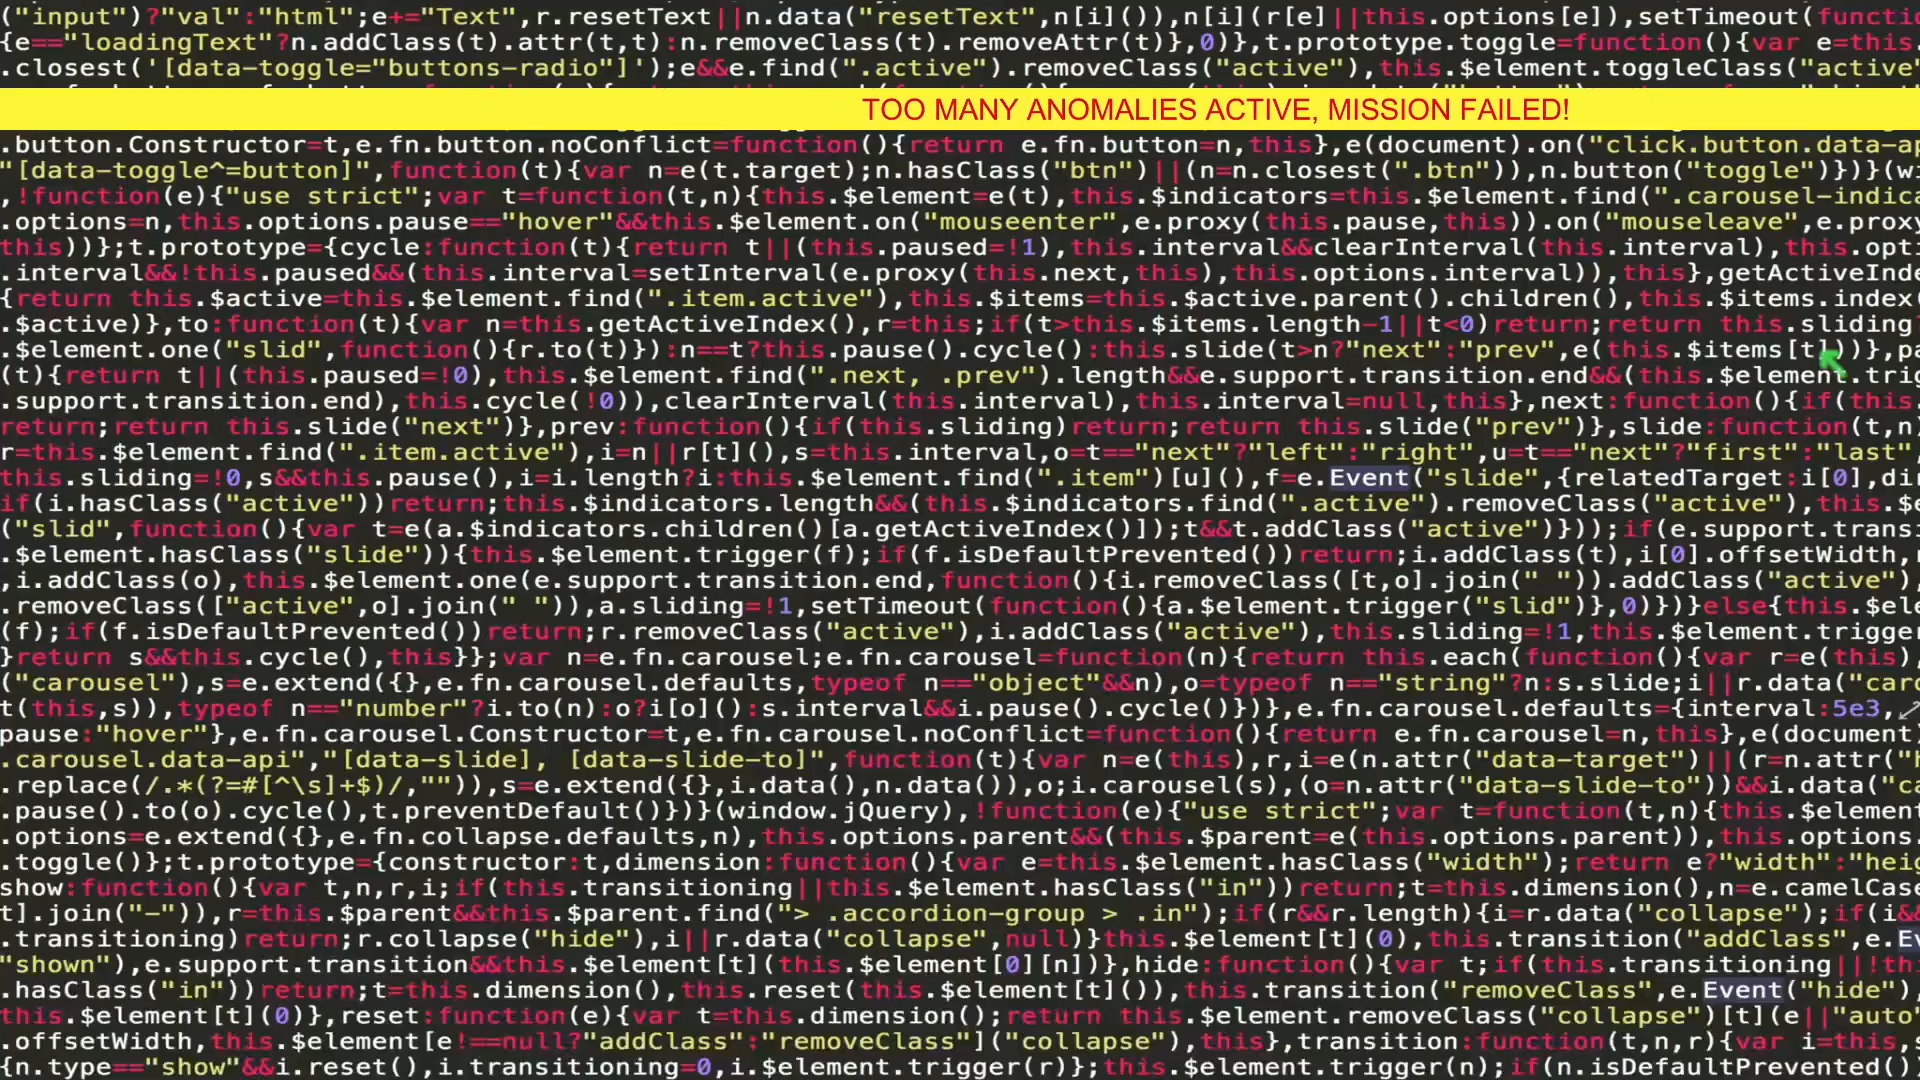 ("input")?"val":"html";e+="Text",r.resetText||n.data("resetText",n[i]()),n[i](r[e]||this.options[e]),setTimeout(functio
{e=="loadingText"?n.addClass(t).attr(t,t):n.removeClass(t).removeAttr(t)},0)},t.prototype.toggle=function(){var e=this.
.closest('[data-toggle="buttons-radio"]');e&&e.find(".active").removeClass("active"),this.$element.toggleClass("active"
TOO MANY ANOMALIES ACTIVE, MISSION FAILED!
.button.Constructor=t,e.fn.button.noConflict=function(){return e.fn.button=n,this},e(document).on("click.button.data-ap
"[data-toggle^=button]",function(t){var n=e(t.target);n.hasClass("btn")||(n=n.closest(".btn")),n.button("toggle")})}(wi
,!function(e){"use strict";var t=function(t,n){this.$element=e(t),this.$indicators=this.$element.find(".carousel-indica
.options=n,this.options.pause=="hover"&&this.$element.on("mouseenter",e.proxy(this.pause,this)).on("mouseleave",e.proxy
this))};t.prototype={cycle:function(t){return t||(this.paused=!1),this.interval&&clearInterval(this.interval),this.opti
.interval&&!this.paused&&(this.interval=setInterval(e.proxy(this.next,this),this.options.interval)),this},getActiveInde
{return this.$active=this.$element.find(".item.active"),this.$items=this.$active.parent().children(),this.$items.index(
.$active)},to:function(t){var n=this.getActiveIndex(),r=this;if(t>this.$items.length-1||t<0)return;return this.sliding?
.$element.one("slid",function(){r.to(t)}):n==t?this.pause().cycle():this.slide(t>n?"next":"prev",e(this.$items[t]))},pa
(t){return t||(this.paused=!0),this.$element.find(".next, .prev").length&&e.support.transition.end&&(this.$element.trig
.support.transition.end),this.cycle(!0)),clearInterval(this.interval),this.interval=null,this},next:function(){if(this.
return;return this.slide("next")},prev:function(){if(this.sliding)return;return this.slide("prev")},slide:function(t,n)
r=this.$element.find(".item.active"),i=n||r[t](),s=this.interval,o=t=="next"?"left":"right",u=t=="next"?"first":"last",
this.sliding=!0,s&&this.pause(),i=i.length?i:this.$element.find(".item")[u](),f=e.Event("slide",{relatedTarget:i[0],dir
if(i.hasClass("active"))return;this.$indicators.length&&(this.$indicators.find(".active").removeClass("active"),this.$e
("slid",function(){var t=e(a.$indicators.children()[a.getActiveIndex()]);t&&t.addClass("active")}));if(e.support.transi
.$element.hasClass("slide")){this.$element.trigger(f);if(f.isDefaultPrevented())return;i.addClass(t),i[0].offsetWidth,
,i.addClass(o),this.$element.one(e.support.transition.end,function(){i.removeClass([t,o].join(" ")).addClass("active")
.removeClass(["active",o].join(" ")),a.sliding=!1,setTimeout(function(){a.$element.trigger("slid")},0)})}else{this.$ele
(f);if(f.isDefaultPrevented())return;r.removeClass("active"),i.addClass("active"),this.sliding=!1,this.$element.trigger
}return s&&this.cycle(),this}};var n=e.fn.carousel;e.fn.carousel=function(n){return this.each(function(){var r=e(this),
("carousel"),s=e.extend({},e.fn.carousel.defaults,typeof n=="object"&&n),o=typeof n=="string"?n:s.slide;i||r.data("caro
t(this,s)),typeof n=="number"?i.to(n):o?i[o]():s.interval&&i.pause().cycle()})},e.fn.carousel.defaults={interval:5e3,
pause:"hover"},e.fn.carousel.Constructor=t,e.fn.carousel.noConflict=function(){return e.fn.carousel=n,this},e(document)
.carousel.data-api","[data-slide], [data-slide-to]",function(t){var n=e(this),r,i=e(n.attr("data-target")||(r=n.attr("h
.replace(/.*(?=#[^\s]+$)/,"")),s=e.extend({},i.data(),n.data()),o;i.carousel(s),(o=n.attr("data-slide-to"))&&i.data("ca
.pause().to(o).cycle(),t.preventDefault()})}(window.jQuery),!function(e){"use strict";var t=function(t,n){this.$element
.options=e.extend({},e.fn.collapse.defaults,n),this.options.parent&&(this.$parent=e(this.options.parent)),this.options.
.toggle()};t.prototype={constructor:t,dimension:function(){var e=this.$element.hasClass("width");return e?"width":"heig
show:function(){var t,n,r,i;if(this.transitioning||this.$element.hasClass("in"))return;t=this.dimension(),n=e.camelCase
t].join("-")),r=this.$parent&&this.$parent.find("> .accordion-group > .in");if(r&&r.length){i=r.data("collapse");if(i&&
.transitioning)return;r.collapse("hide"),i||r.data("collapse",null)}this.$element[t](0),this.transition("addClass",e.Ev
"shown"),e.support.transition&&this.$element[t](this.$element[0][n])},hide:function(){var t;if(this.transitioning||!thi
.hasClass("in"))return;t=this.dimension(),this.reset(this.$element[t]()),this.transition("removeClass",e.Event("hide"),
this.$element[t](0)},reset:function(e){var t=this.dimension();return this.$element.removeClass("collapse")[t](e||"auto"
.offsetWidth,this.$element[e!==null?"addClass":"removeClass"]("collapse"),this},transition:function(t,n,r){var i=this,s
{n.type=="show"&&i.reset(),i.transitioning=0,i.$element.trigger(r)};this.$element.trigger(n);if(n.isDefaultPrevented()